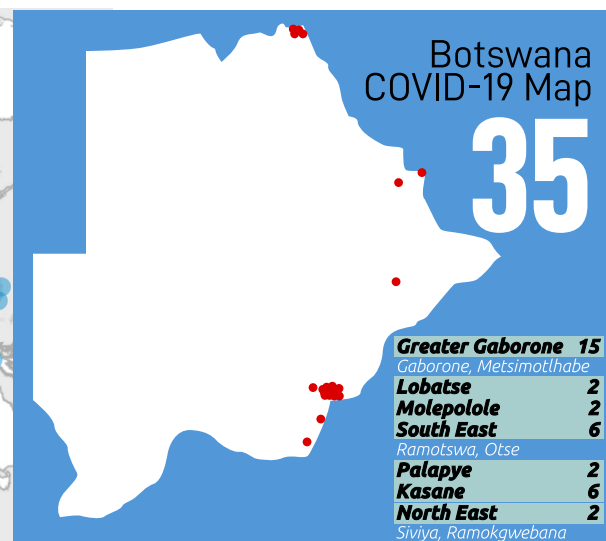 Botswana
COVID-19 Map
35
Greater Gaborone 15
Gaborone, Metsimotlhabe
Lobatse 2
Molepolole 2
South East 6
Ramotswa, Otse
Palapye 2
Kasane 6
North East 2
Siviya, Ramokgwebana